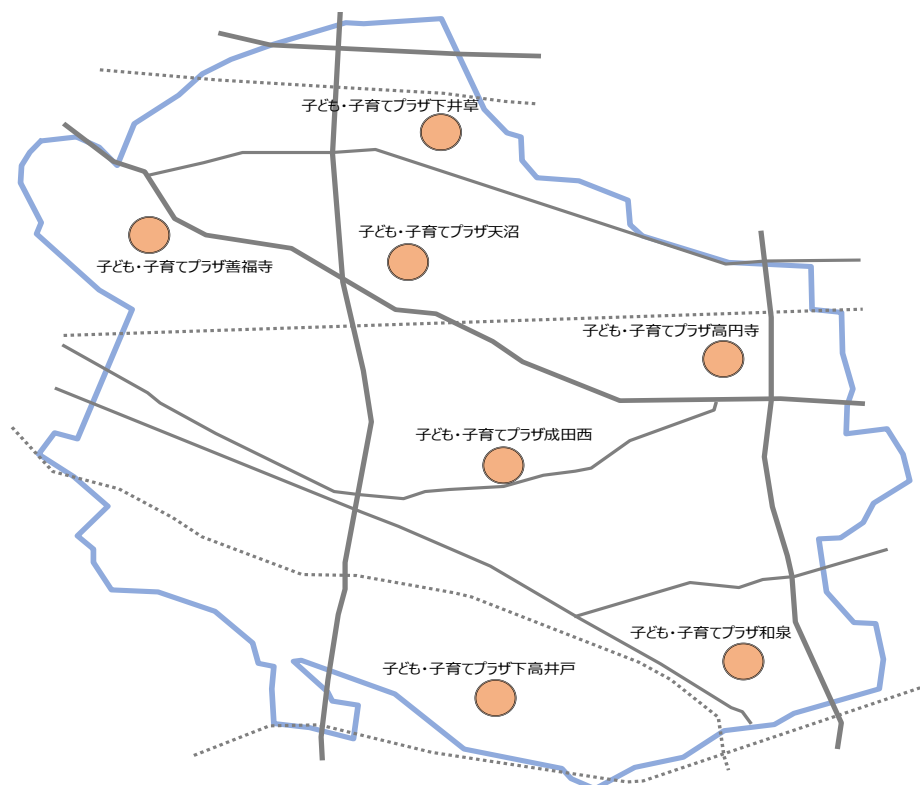 子ども・子育てプラザ下井草
子ども・子育てプラザ天沼
子ども・子育てプラザ善福寺
子ども・子育てプラザ高円寺
子ども・子育てプラザ成田西
子ども・子育てプラザ和泉
子ども・子育てプラザ下高井戸